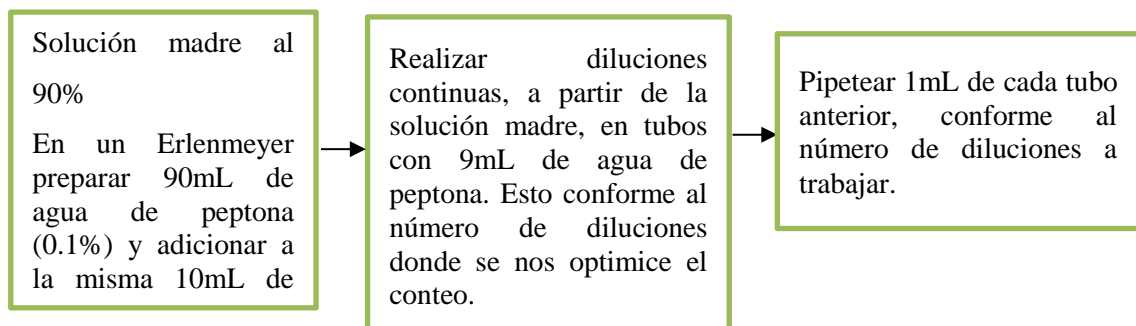 Solución madre al
90%
En un Erlenmeyer
preparar 90mL de
agua de peptona
(0.1%) y adicionar a
la misma 10mL de
Realizar diluciones
continuas, a partir de la
solución madre, en tubos
con 9mL de agua de
peptona. Esto conforme al
número de diluciones
donde se nos optimice el
conteo.
Pipetear 1mL de cada tubo
anterior, conforme al
número de diluciones a
trabajar.